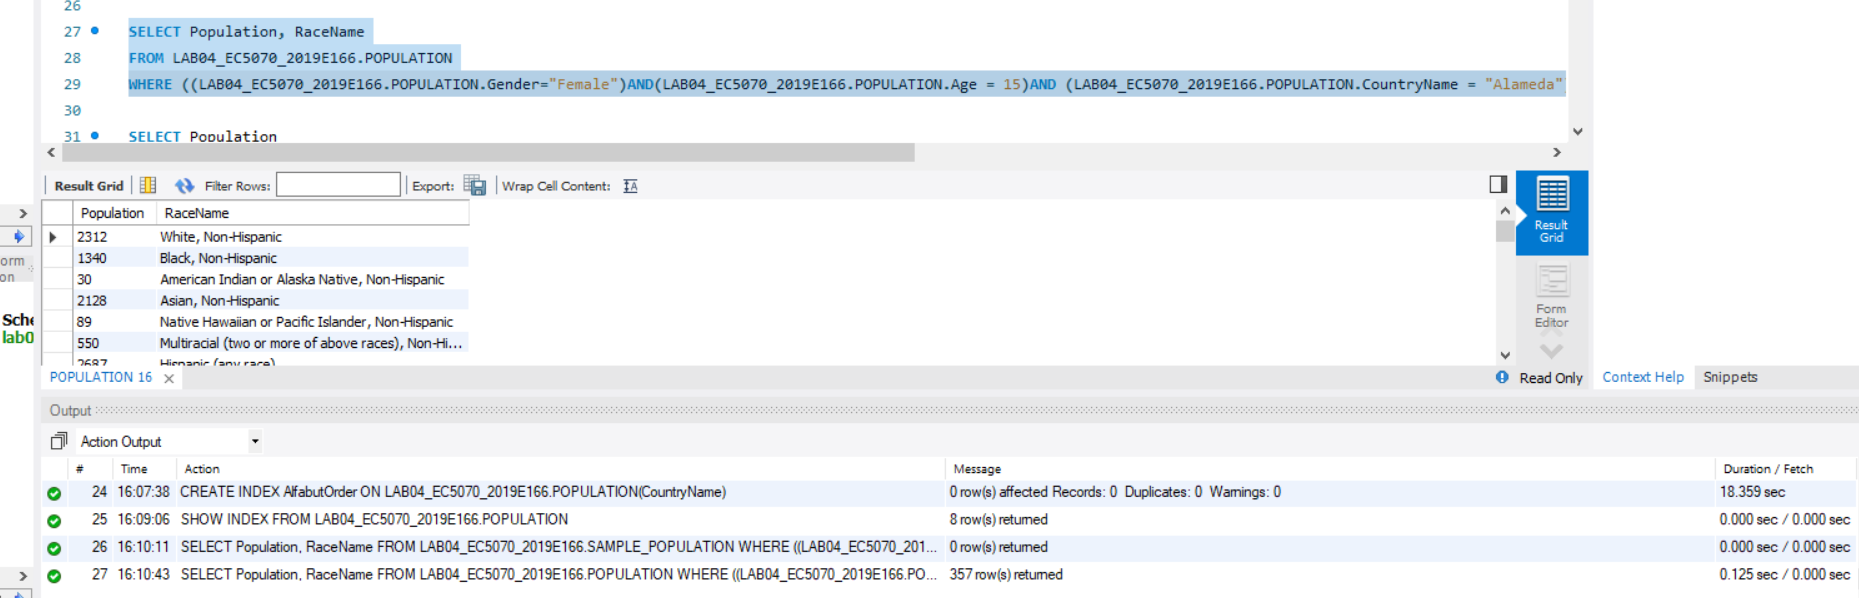 26
27 SELECT Population, RaceName
28 FROM LAB04_EC5070_2019E166.POPULATION
29 WHERE ((LAB04_EC5070_2019E166.POPULATION.Gender="Female")AND(LAB04_EC5070_2019E166.POPULATION.Age = 15)AND (LAB04_EC5070_2019E166.POPULATION.CountryName = "Alameda"
30
31 SELECT Population
Result Grid Filter Rows: Export: Wrap Cell Content:
Population RaceName
2312 White, Non-Hispanic
1340 Black, Non-Hispanic
30 American Indian or Alaska Native, Non-Hispanic
2128 Asian, Non-Hispanic
89 Native Hawaiian or Pacific Islander, Non-Hispanic
550 Multiracial (two or more of above races), Non-Hi...
2687 Hispanic (any race)
Result
Grid
Form
Editor
orm
on
Sche
lab0
POPULATION 16 Read Only Context Help Snippets
Output
Action Output
# Time Action Message Duration / Fetch
24 16:07:38 CREATE INDEX AlfabutOrder ON LAB04_EC5070_2019E166.POPULATION(CountryName) 0 row(s) affected Records: 0 Duplicates: 0 Warnings: 0 18.359 sec
25 16:09:06 SHOW INDEX FROM LAB04_EC5070_2019E166.POPULATION 8 row(s) returned 0.000 sec / 0.000 sec
26 16:10:11 SELECT Population, RaceName FROM LAB04_EC5070_2019E166.SAMPLE_POPULATION WHERE ((LAB04_EC5070_201... 0 row(s) returned 0.000 sec / 0.000 sec
27 16:10:43 SELECT Population, RaceName FROM LAB04_EC5070_2019E166.POPULATION WHERE ((LAB04_EC5070_2019E166.PO... 357 row(s) returned 0.125 sec / 0.000 sec